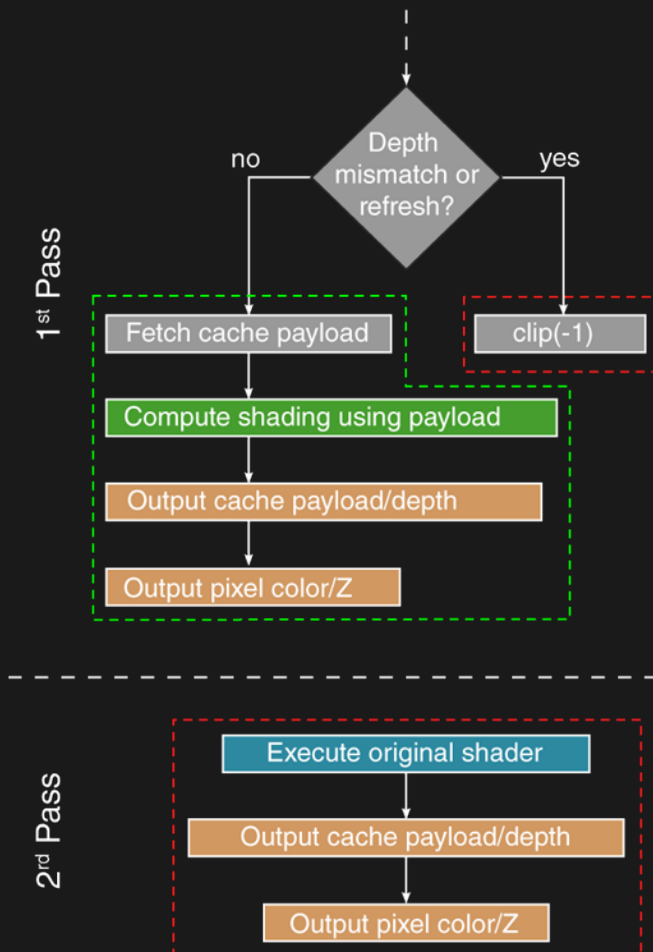 Depth
mismatch or
refresh?
no
yes
1st Pass
Fetch cache payload
clip(-1)
Compute shading using payload
Output cache payload/depth
Output pixel color/Z
2rd Pass
Execute original shader
Output cache payload/depth
Output pixel color/Z